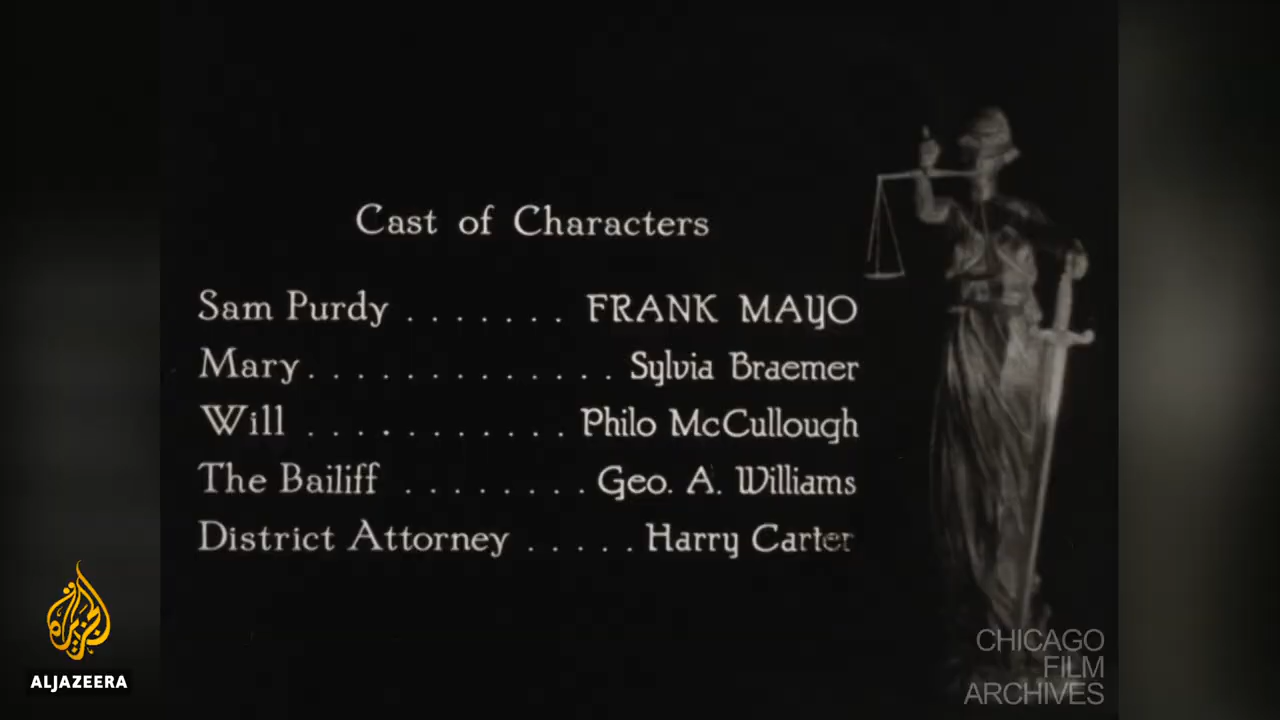 Cast of Characters
Sam Purdy . . . . . . . FRANK MAYO
Mary . . . . . . . . . . . . . Sylvia Braemer
Will . . . . . . . . . . . Philo McCullough
The Bailiff . . . . . . . . Geo. A. Williams
District Attorney . . . . . Harry Carter
الجزيرة
ALJAZEERA
CHICAGO
FILM
ARCHIVES